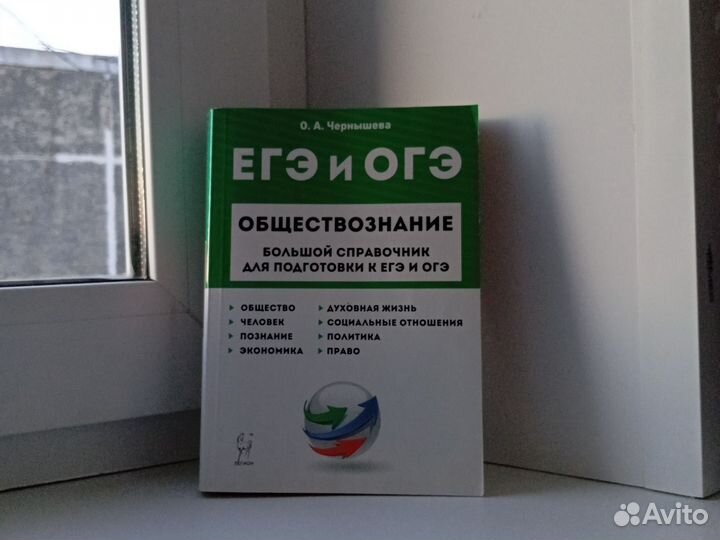 О. А. Чернышева
ЕГЭ и ОГЭ
ОБЩЕСТВОЗНАНИЕ
БОЛЬШОЙ СПРАВОЧНИК
ДЛЯ ПОДГОТОВКИ К ЕГЭ И ОГЭ
ОБЩЕСТВО
ЧЕЛОВЕК
ПОЗНАНИЕ
ЭКОНОМИКА
ДУХОВНАЯ ЖИЗНЬ
СОЦИАЛЬНЫЕ ОТНОШЕНИЯ
ПОЛИТИКА
ПРАВО
ЛЕГИОН
Avito